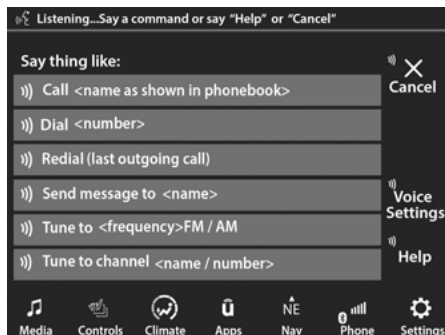 Listening...Say a command or say “Help” or “Cancel”
Say thing like:
Call <name as shown in phonebook>
Dial <number>
Redial (last outgoing call)
Send message to <name>
Tune to <frequency>FM / AM
Tune to channel <name / number>
Cancel
Voice
Settings
Help
NE
Media Controls Climate Apps Nav Phone Settings